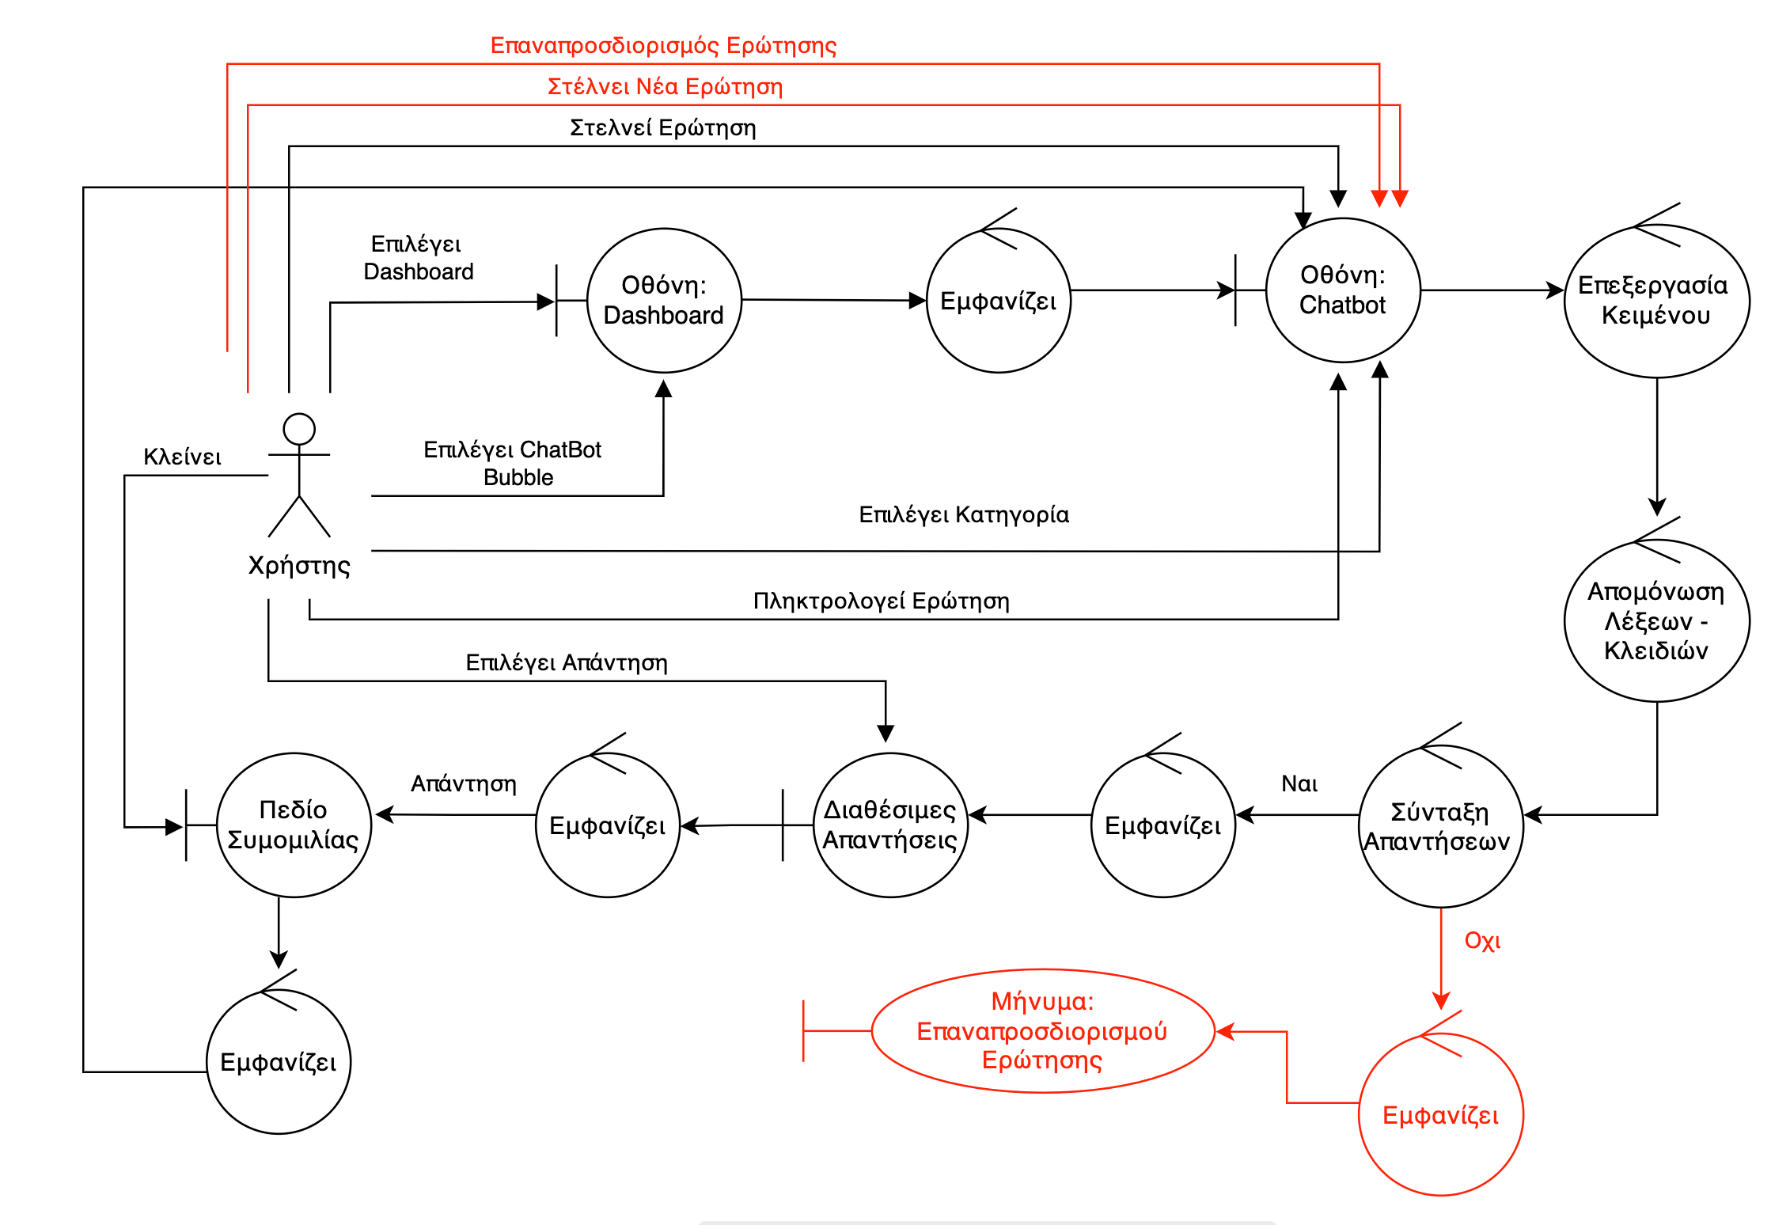 Επαναπροσδιορισμός Ερώτησης
Στέλνει Νέα Ερώτηση
Στελνεί Ερώτηση
Επιλέγει
Dashboard
Οθόνη:
Dashboard
Εμφανίζει
Οθόνη:
Chatbot
Επεξεργασία
Κειμένου
Κλείνει
Επιλέγει ChatBot
Bubble
Επιλέγει Κατηγορία
Χρήστης
Πληκτρολογεί Ερώτηση
Απομόνωση
Λέξεων -
Κλειδιών
Επιλέγει Απάντηση
Πεδίο
Συμομιλίας
Απάντηση
Εμφανίζει
Διαθέσιμες
Απαντήσεις
Εμφανίζει
Ναι
Σύνταξη
Απαντήσεων
Οχι
Μήνυμα:
Επαναπροσδιορισμού
Ερώτησης
Εμφανίζει
Εμφανίζει